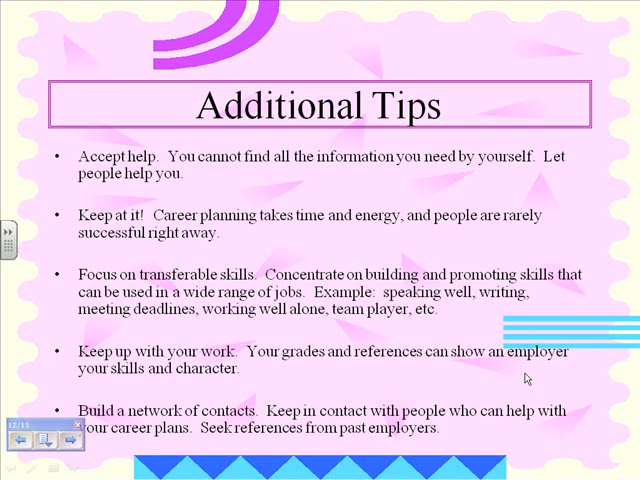 Additional Tips
• Accept help.  You cannot find all the information you need by yourself.  Let
people help you.
• Keep at it!  Career planning takes time and energy, and people are rarely
successful right away.
• Focus on transferable skills.  Concentrate on building and promoting skills that
can be used in a wide range of jobs.  Example:  speaking well, writing,
meeting deadlines, working well alone, team player, etc.
• Keep up with your work.  Your grades and references can show an employer
your skills and character.
• Build a network of contacts.  Keep in contact with people who can help with
your career plans.  Seek references from past employers.
12/15